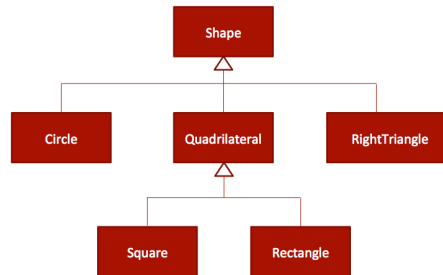 Shape
Circle
Quadrilateral
RightTriangle
Square
Rectangle